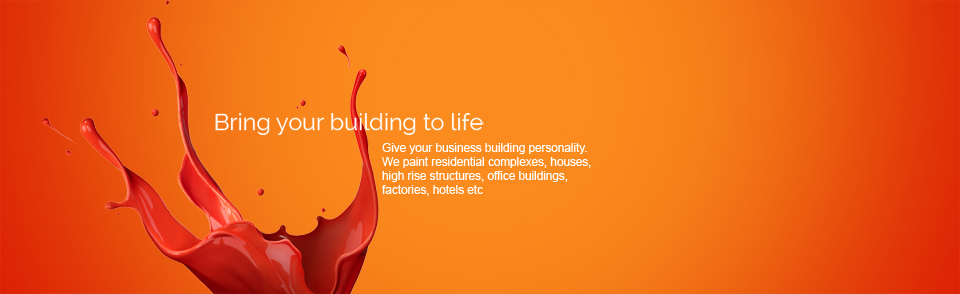 Bring your building to life
Give your business building personality.
We paint residential complexes, houses,
high rise structures, office buildings,
factories, hotels etc